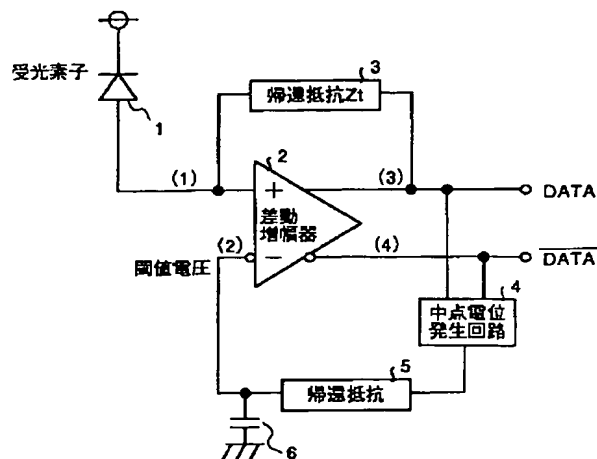 受光素子
1
3
帰還抵抗Zt
(1)
2
+
差動
増幅器
−
(3)
DATA
(2)
閾値電圧
(4)
DATA
4
中点電位
発生回路
5
帰還抵抗
6